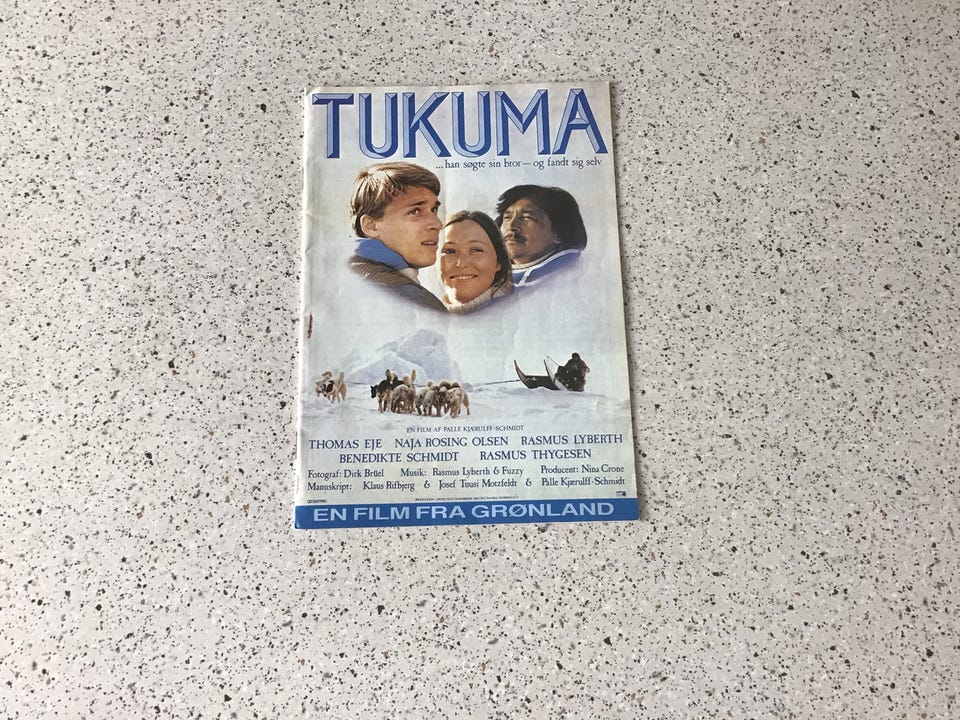 TUKUMA
...han søgte sin bror — og fandt sig selv
EN FILM AF PALLE KJÆRULFF-SCHMIDT
THOMAS EJE NAJA ROSING OLSEN RASMUS LYBERTH
BENEDIKTE SCHMIDT RASMUS THYGESEN
Fotograf: Dirk Brüel Musik: Rasmus Lyberth & Fuzzy Producent: Nina Crone
Manuskript: Klaus Rifbjerg & Josef Tuusi Motzfeldt & Palle Kjærulff-Schmidt
EN FILM FRA GRØNLAND